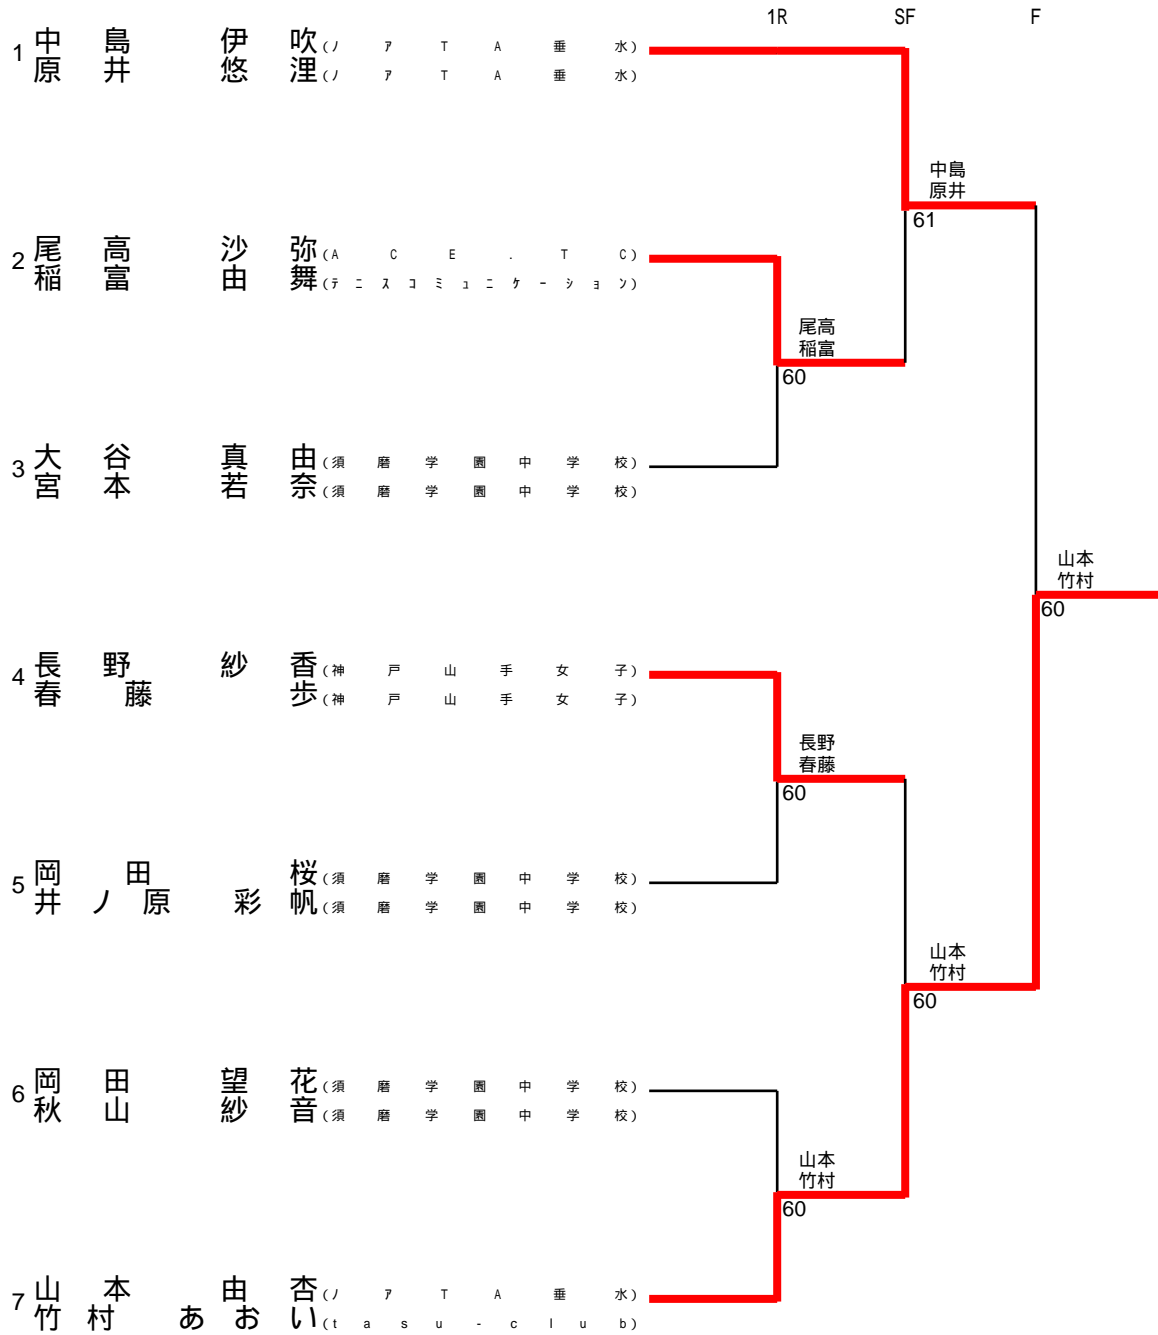 1R SF F
1 中島 伊吹 (ﾉｱTA垂水)
原井 悠浬 (ﾉｱTA垂水)
中島
原井
61
2 尾高 沙弥 (ACE.TC)
稲富 由舞 (ﾃﾆｽｺﾐｭﾆｹｰｼｮﾝ)
尾高
稲富
60
3 大谷 真由 (須磨学園中学校)
宮本 若奈 (須磨学園中学校)
山本
竹村
60
4 長野 紗香 (神戸山手女子)
春藤 歩 (神戸山手女子)
長野
春藤
60
5 岡田 桜 (須磨学園中学校)
井ノ原 彩帆 (須磨学園中学校)
山本
竹村
60
6 岡田 望花 (須磨学園中学校)
秋山 紗音 (須磨学園中学校)
山本
竹村
60
7 山本 由杏 (ﾉｱTA垂水)
竹村 あおい (tasu-club)